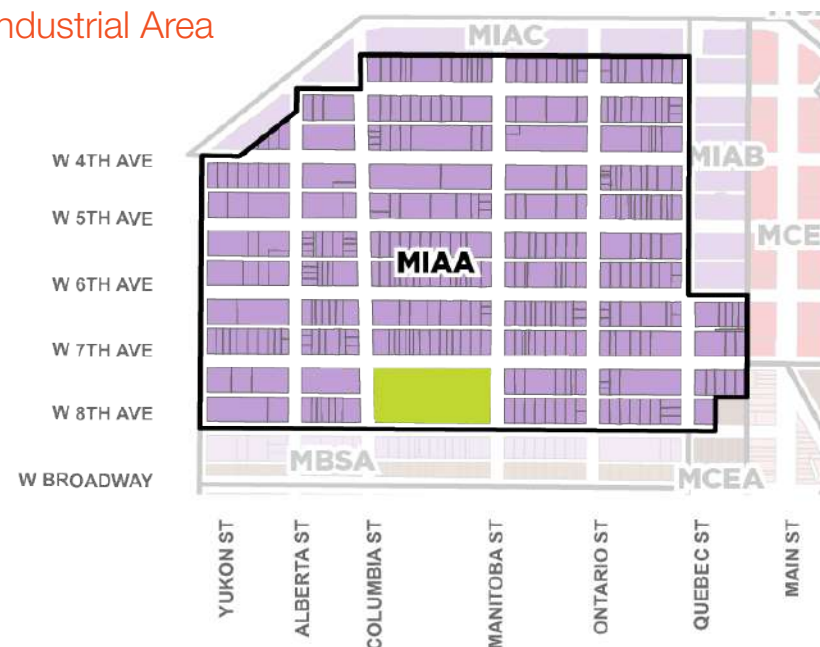 ndustrial Area
MIAC
W 4TH AVE
MIAB
W 5TH AVE
MCE
MIAA
W 6TH AVE
W 7TH AVE
W 8TH AVE
MBSA
W BROADWAY
MCEA
YUKON ST
ALBERTA ST
COLUMBIA ST
MANITOBA ST
ONTARIO ST
QUEBEC ST
MAIN ST